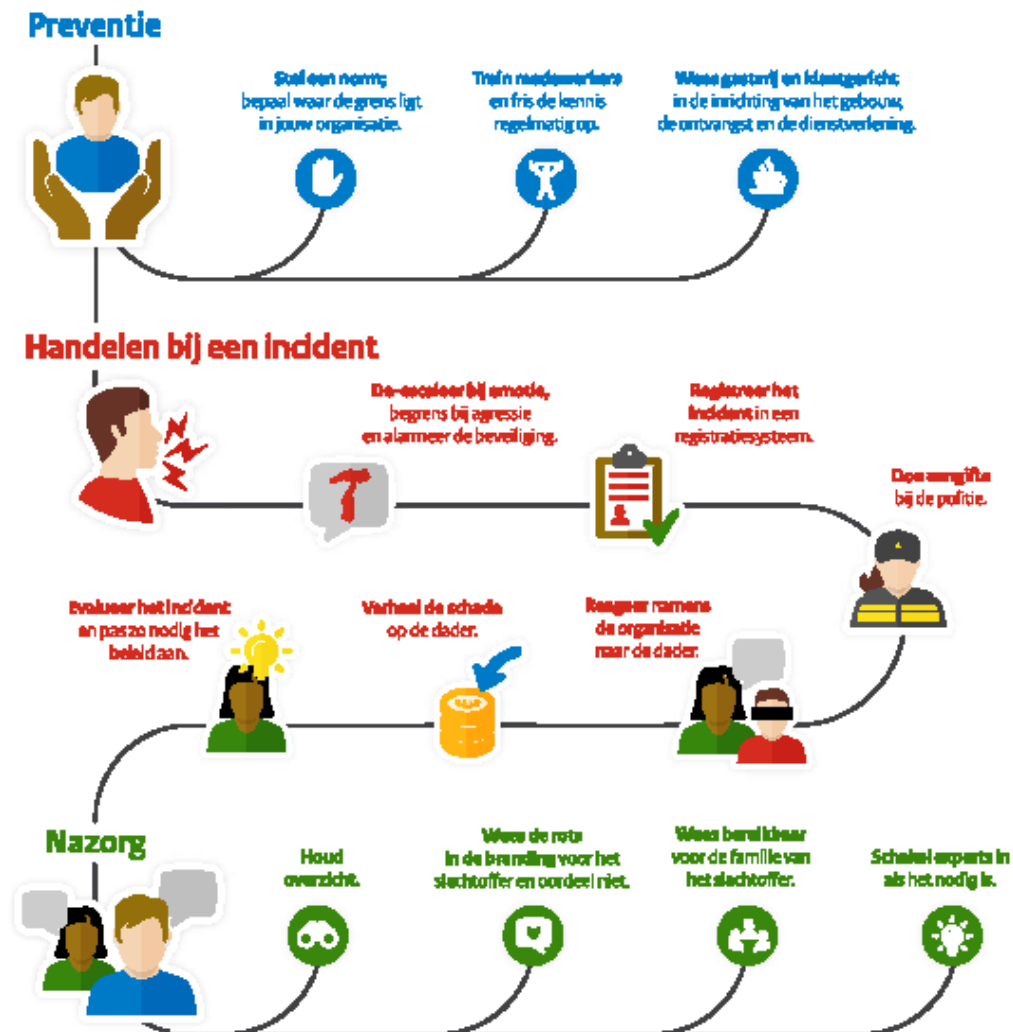 Preventie
Stel een norm;
bepaal waar de grens ligt
in jouw organisatie.
Train medewerkers
en fris de kennis
regelmatig op.
Wees gastvrij en klantgericht
in de inrichting van het gebouw,
de ontvangst en de dienstverlening.
Handelen bij een incident
De-escaleer bij emotie,
begrens bij agressie
en alarmeer de beveiliging.
Registreer het
incident in een
registratiesysteem.
Doe aangifte
bij de politie.
Evalueer het incident
en pas zo nodig het
beleid aan.
Verhaal de schade
op de dader.
Reageer namens
de organisatie
naar de dader.
Nazorg
Houd
overzicht.
Wees de rots
in de branding voor het
slachtoffer en oordeel niet.
Wees bereikbaar
voor de familie van
het slachtoffer.
Schakel experts in
als het nodig is.